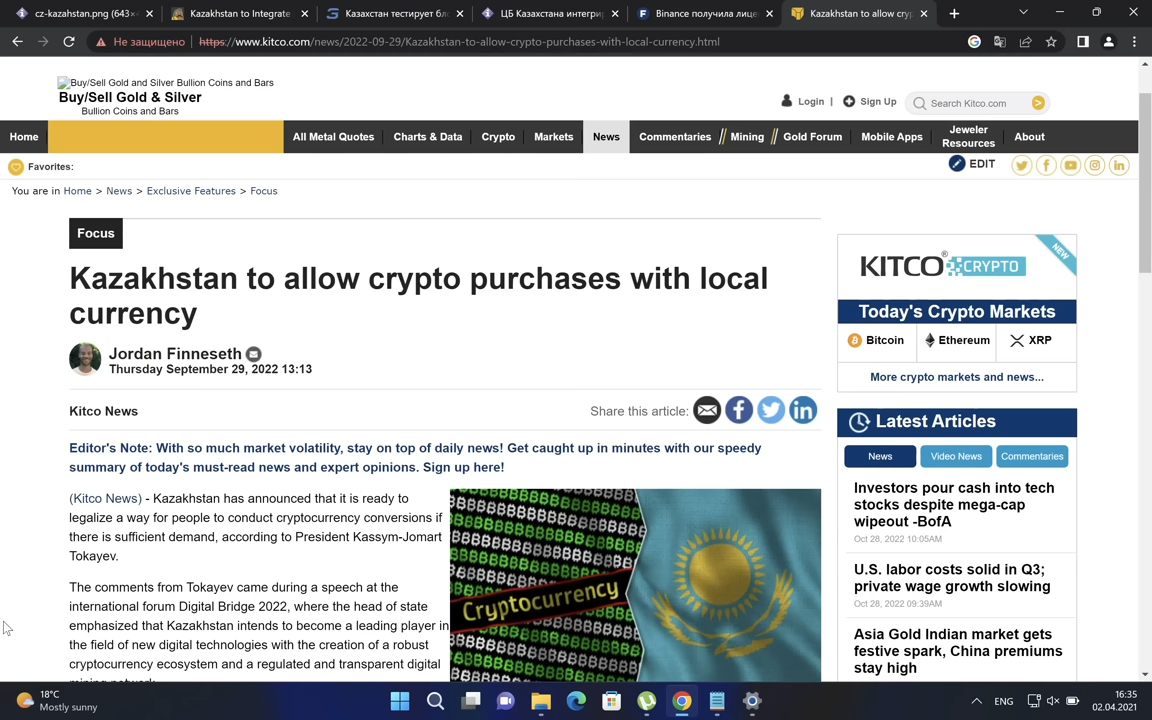 cz-kazahstan.png (643×
Kazakhstan to Integrate
Казахстан тестирует бл
ЦБ Казахстана интегри
Binance получила лице
Kazakhstan to allow cry
Не защищено
https://www.kitco.com/news/2022-09-29/Kazakhstan-to-allow-crypto-purchases-with-local-currency.html
Buy/Sell Gold and Silver Bullion Coins and Bars
Buy/Sell Gold & Silver
Bullion Coins and Bars
Login | Sign Up
Search Kitco.com
Home
All Metal Quotes
Charts & Data
Crypto
Markets
News
Commentaries
Mining
Gold Forum
Mobile Apps
Jeweler Resources
About
Favorites:
EDIT
You are in Home > News > Exclusive Features > Focus
Focus
Kazakhstan to allow crypto purchases with local
currency
Jordan Finneseth
Thursday September 29, 2022 13:13
Kitco News
Share this article:
Editor's Note: With so much market volatility, stay on top of daily news! Get caught up in minutes with our speedy
summary of today's must-read news and expert opinions. Sign up here!
(Kitco News) - Kazakhstan has announced that it is ready to
legalize a way for people to conduct cryptocurrency conversions if
there is sufficient demand, according to President Kassym-Jomart
Tokayev.
The comments from Tokayev came during a speech at the
international forum Digital Bridge 2022, where the head of state
emphasized that Kazakhstan intends to become a leading player in
the field of new digital technologies with the creation of a robust
cryptocurrency ecosystem and a regulated and transparent digital
mining network.
Cryptocurrency
KITCO® CRYPTO
NEW
Today's Crypto Markets
Bitcoin
Ethereum
XRP
More crypto markets and news...
Latest Articles
News
Video News
Commentaries
Investors pour cash into tech
stocks despite mega-cap
wipeout -BofA
Oct 28, 2022 10:05AM
U.S. labor costs solid in Q3;
private wage growth slowing
Oct 28, 2022 09:39AM
Asia Gold Indian market gets
festive spark, China premiums
stay high
18°C
Mostly sunny
ENG
16:35
02.04.2021